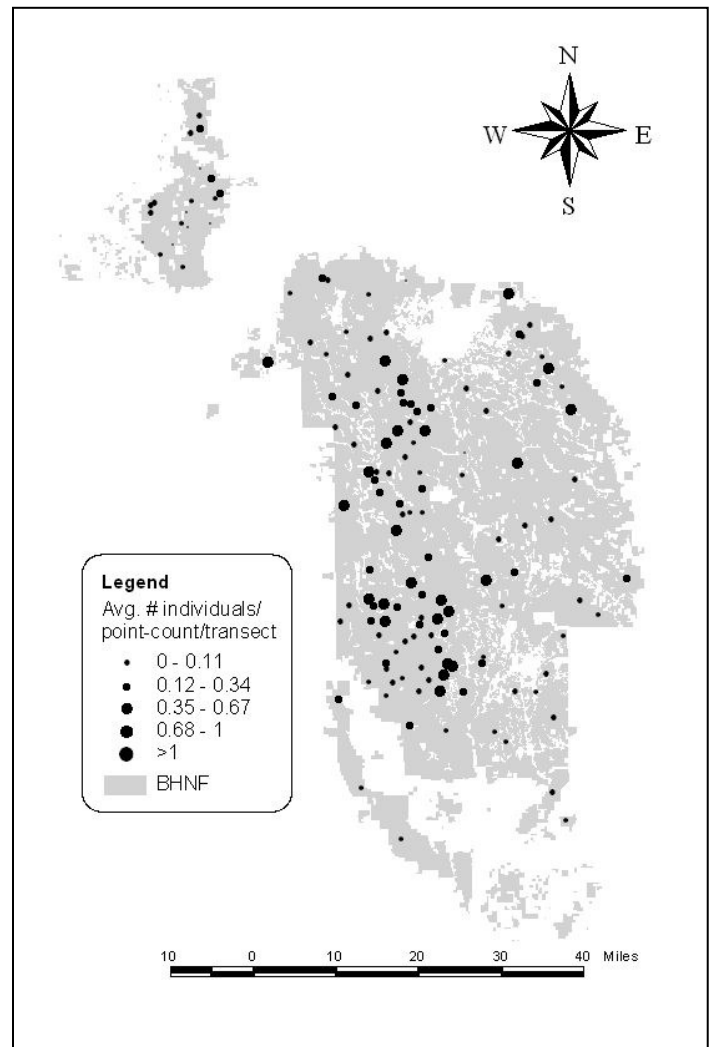 N
W E
S
Legend
Avg. # individuals/
point-count/transect
0 - 0.11
0.12 - 0.34
0.35 - 0.67
0.68 - 1
>1
BHNF
10 0 10 20 30 40 Miles